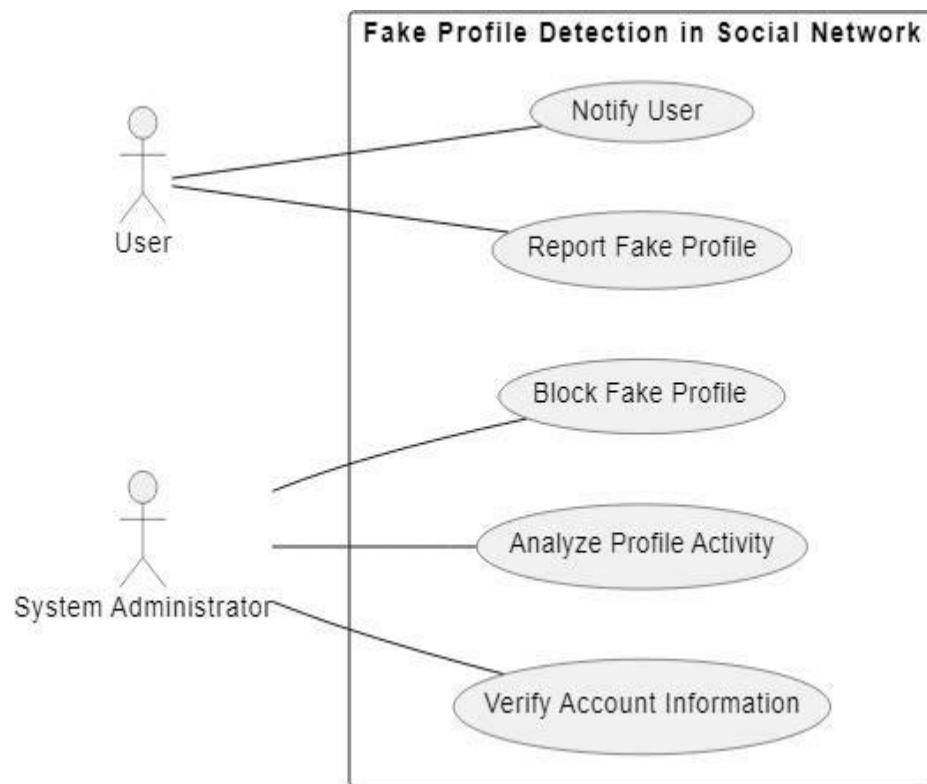 Fake Profile Detection in Social Network
Notify User
Report Fake Profile
User
Block Fake Profile
Analyze Profile Activity
System Administrator
Verify Account Information